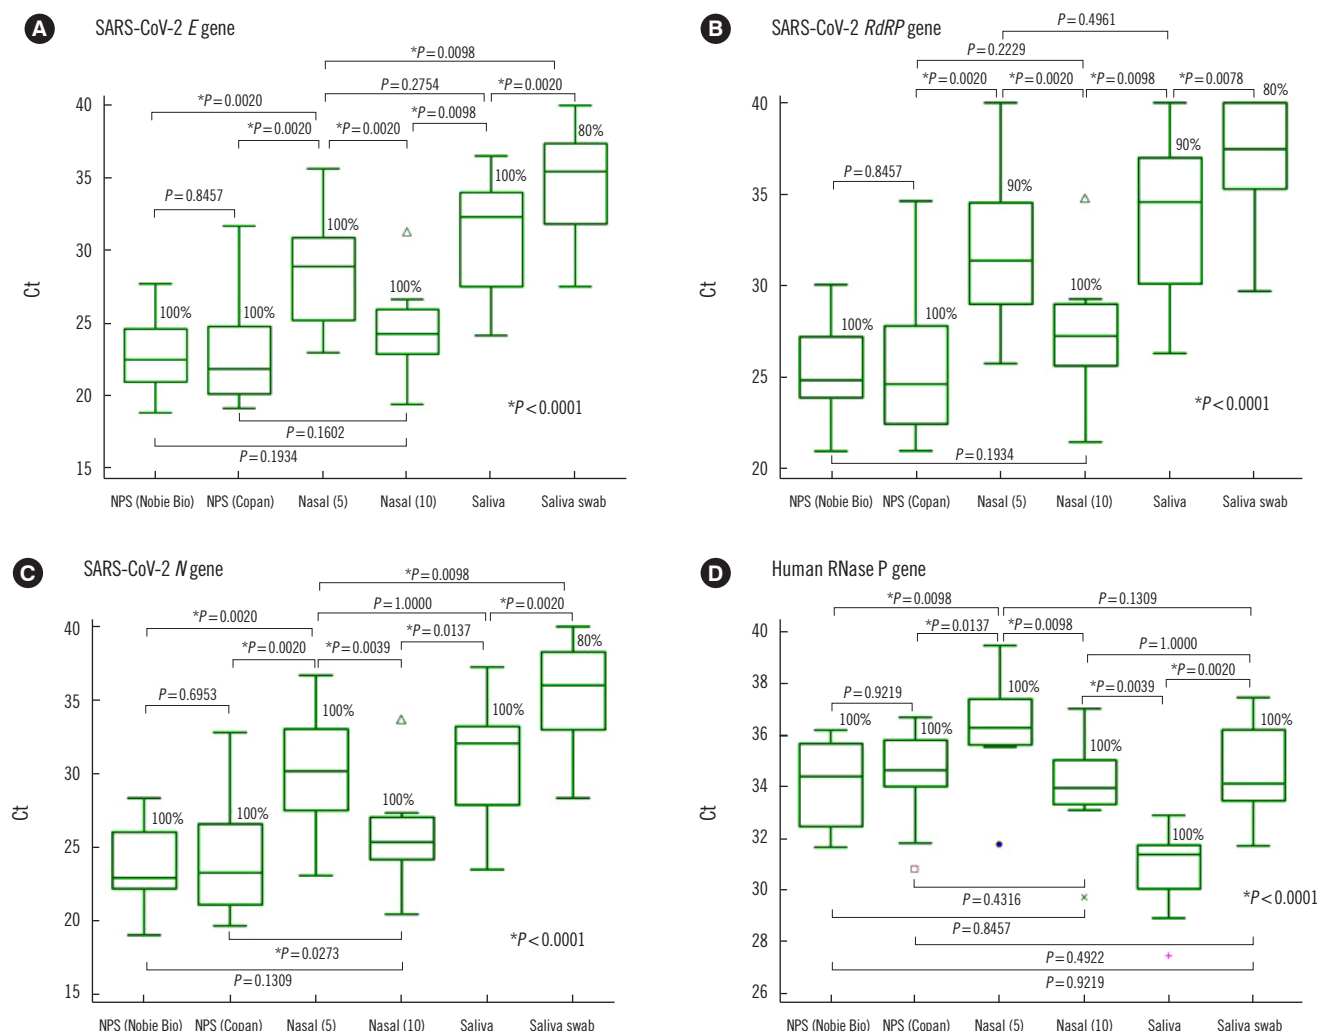 A SARS-CoV-2 E gene
*P=0.0098
P=0.2754
*P=0.0020
*P=0.0020
*P=0.0098
*P=0.0020
*P=0.0020
P=0.8457
40
35
30
25
20
15
Ct
100%
100%
100%
100%
100%
80%
*P<0.0001
P=0.1602
P=0.1934
NPS (Nobie Bio) NPS (Copan) Nasal (5) Nasal (10) Saliva Saliva swab
B SARS-CoV-2 RdRP gene
P=0.4961
P=0.2229
*P=0.0020 *P=0.0020 *P=0.0098 *P=0.0078
P=0.8457
40
35
30
25
20
Ct
100%
100%
90%
100%
90%
80%
*P<0.0001
P=0.1934
NPS (Nobie Bio) NPS (Copan) Nasal (5) Nasal (10) Saliva Saliva swab
C SARS-CoV-2 N gene
*P=0.0098
P=1.0000 *P=0.0020
*P=0.0020
*P=0.0137
*P=0.0020 *P=0.0039
P=0.6953
40
35
30
25
20
15
Ct
100%
100%
100%
100%
100%
80%
*P<0.0001
*P=0.0273
P=0.1309
NPS (Nobie Bio) NPS (Copan) Nasal (5) Nasal (10) Saliva Saliva swab
D Human RNase P gene
*P=0.0098 P=0.1309
*P=0.0137 *P=0.0098
P=1.0000
*P=0.0020
*P=0.0039
P=0.9219
40
38
36
34
32
30
28
26
Ct
100%
100%
100%
100%
100%
100%
*P<0.0001
P=0.4316
P=0.8457
P=0.4922
P=0.9219
NPS (Nobie Bio) NPS (Copan) Nasal (5) Nasal (10) Saliva Saliva swab